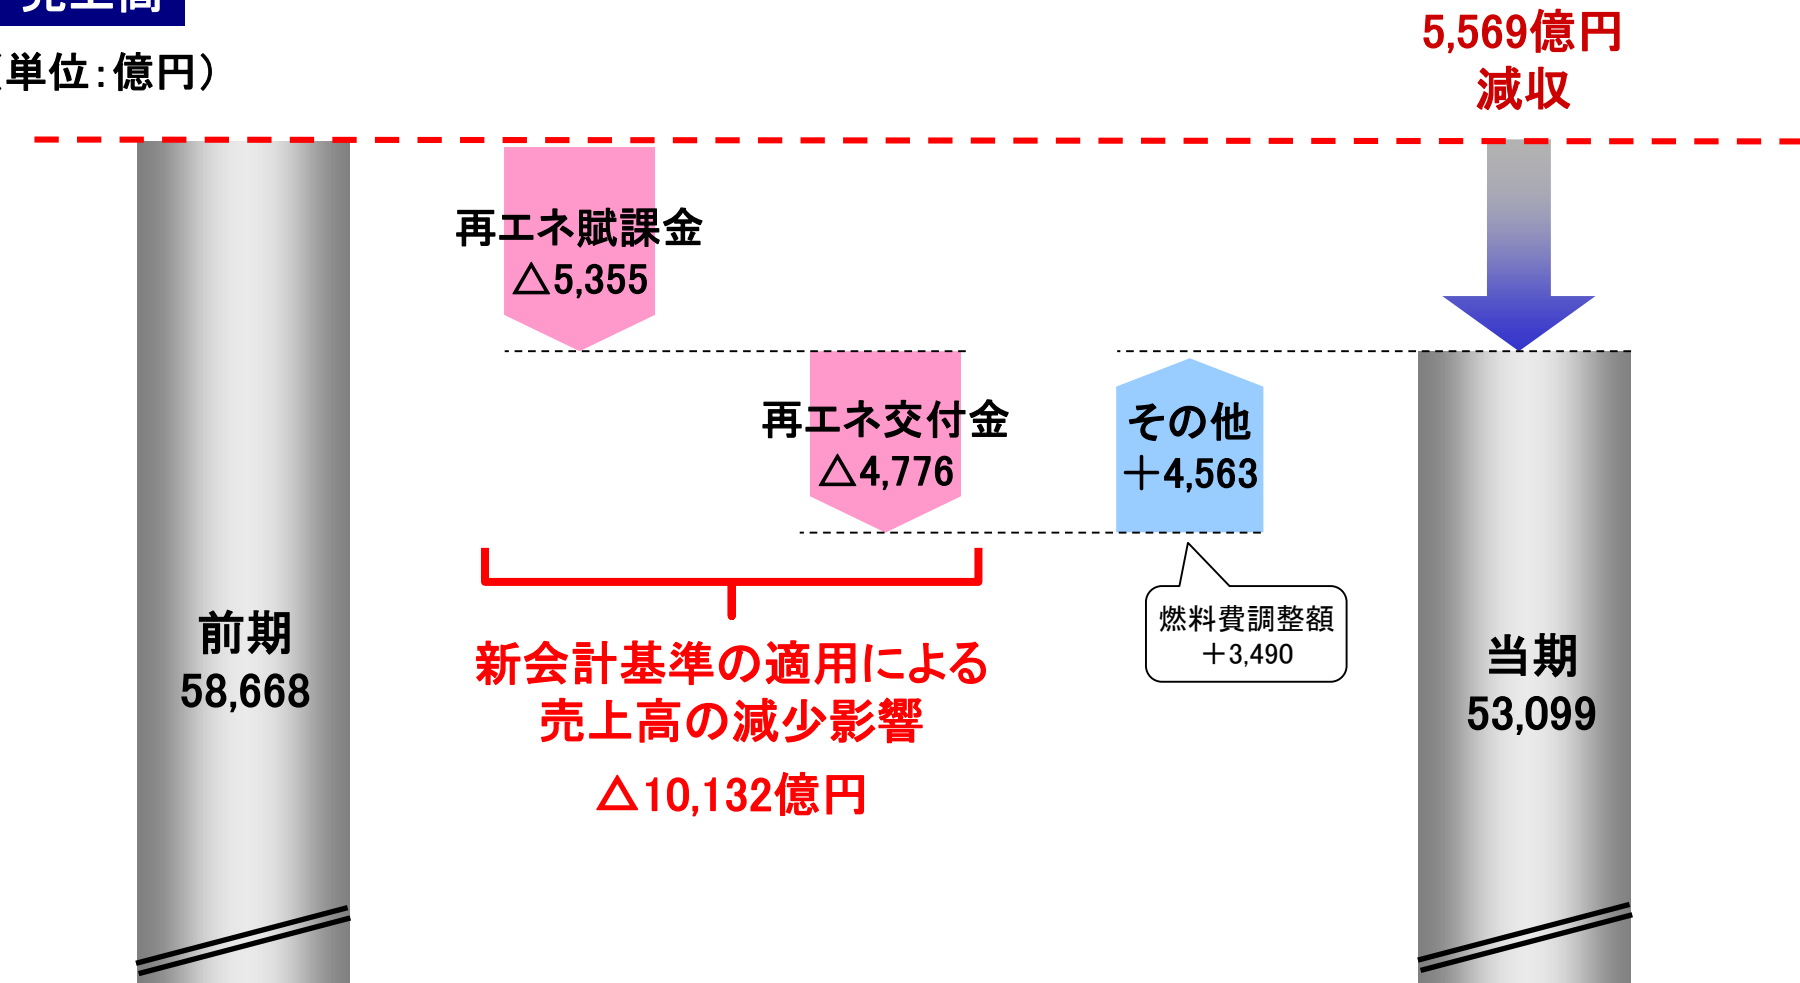 売上高
（単位：億円）
5,569億円
減収
再エネ賦課金
△5,355
再エネ交付金
△4,776
その他
＋4,563
燃料費調整額
＋3,490
前期
58,668
新会計基準の適用による
売上高の減少影響
△10,132億円
当期
53,099